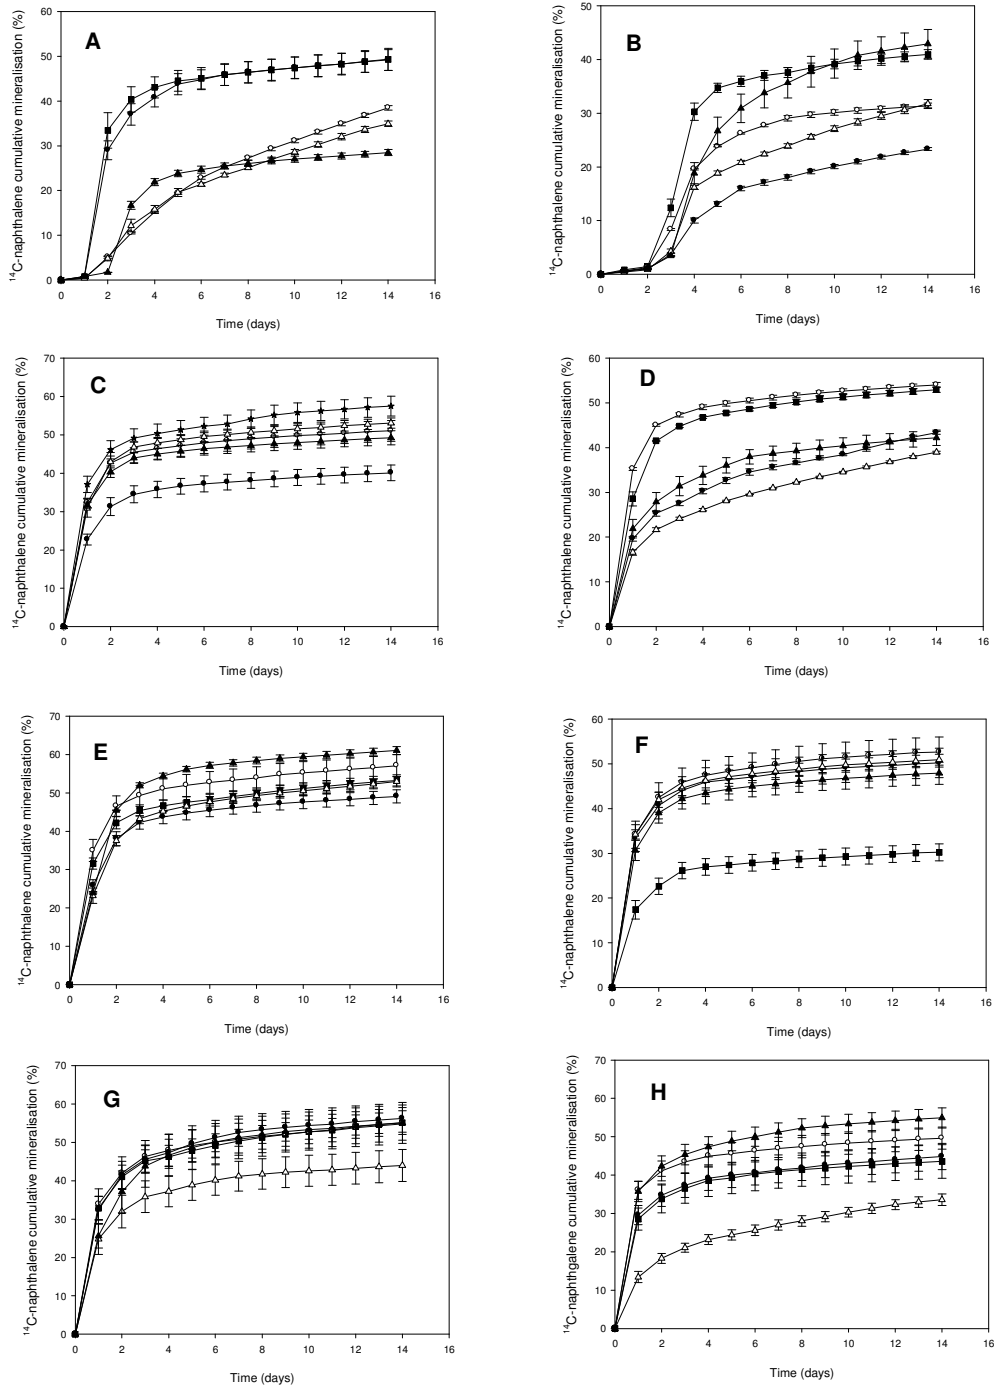 A
60
50
40
30
20
10
0
0 2 4 6 8 10 12 14 16
Time (days)
¹⁴C-naphthalene cumulative mineralisation (%)
B
50
40
30
20
10
0
0 2 4 6 8 10 12 14 16
Time (days)
¹⁴C-naphthalene cumulative mineralisation (%)
C
70
60
50
40
30
20
10
0
0 2 4 6 8 10 12 14 16
Time (days)
¹⁴C-naphthalene cumulative mineralisation (%)
D
60
50
40
30
20
10
0
0 2 4 6 8 10 12 14 16
Time (days)
¹⁴C-naphthalene cumulative mineralisation (%)
E
70
60
50
40
30
20
10
0
0 2 4 6 8 10 12 14 16
Time (days)
¹⁴C-naphthalene cumulative mineralisation (%)
F
60
50
40
30
20
10
0
0 2 4 6 8 10 12 14 16
Time (days)
¹⁴C-naphthalene cumulative mineralisation (%)
G
70
60
50
40
30
20
10
0
0 2 4 6 8 10 12 14 16
Time (days)
¹⁴C-naphthalene cumulative mineralisation (%)
H
70
60
50
40
30
20
10
0
0 2 4 6 8 10 12 14 16
Time (days)
¹⁴C-naphthgalene cumulative mineralisation (%)